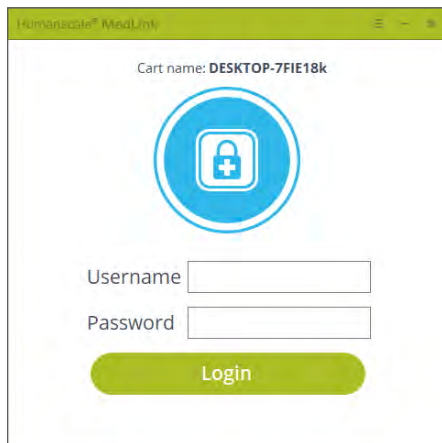 Humanscale® MedLink
Cart name: DESKTOP-7FIE18k
Username
Password
Login